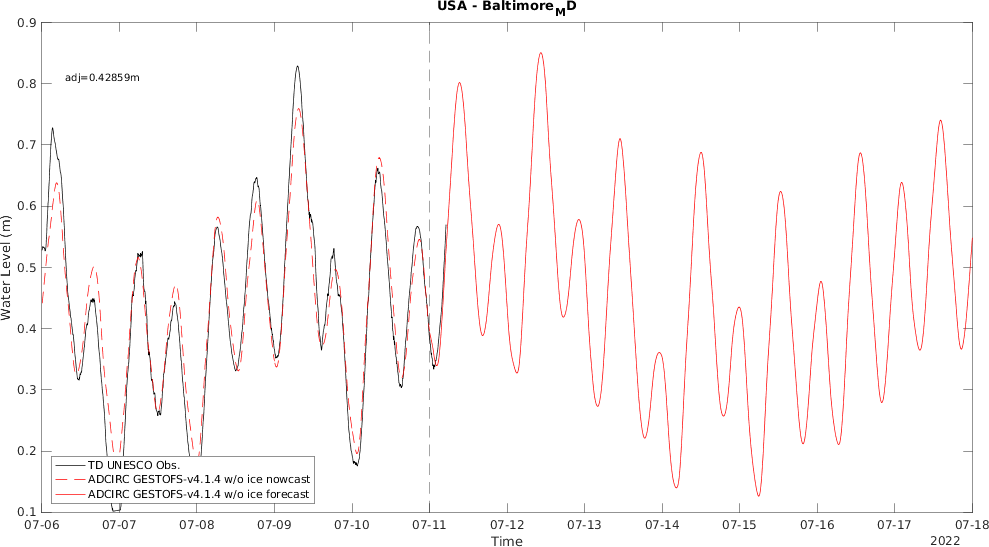 USA - Baltimore_MD
0.9
0.8
0.7
0.6
0.5
0.4
0.3
0.2
0.1
Water Level (m)
adj=0.42859m
TD UNESCO Obs.
ADCIRC GESTOFS-v4.1.4 w/o ice nowcast
ADCIRC GESTOFS-v4.1.4 w/o ice forecast
07-06 07-07 07-08 07-09 07-10 07-11 07-12 07-13 07-14 07-15 07-16 07-17 07-18
Time
2022